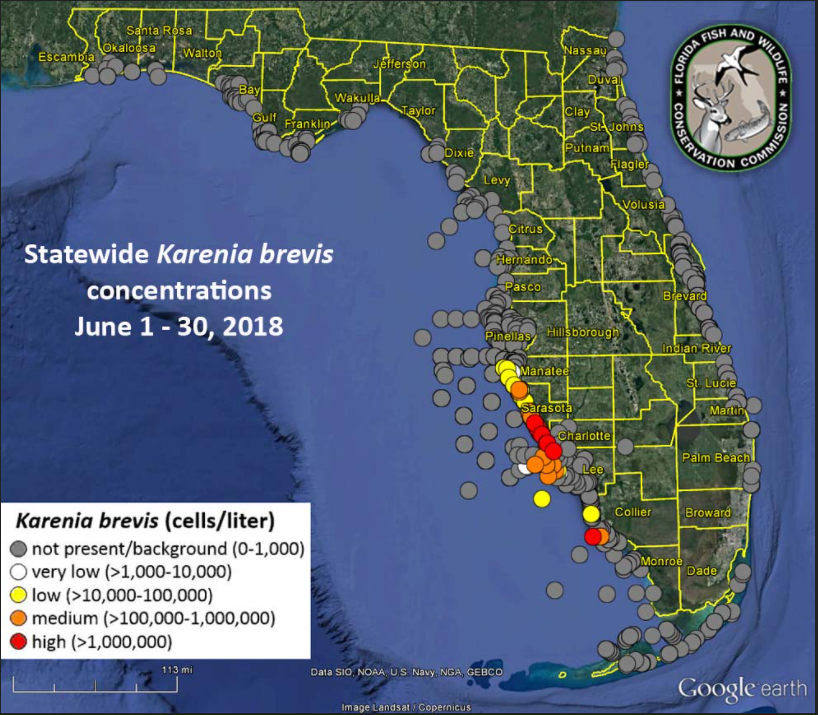 Santa Rosa
Okaloosa
Escambia
Walton
Bay
Gulf
Franklin
Wakulla
Jefferson
Taylor
Dixie
Levy
Nassau
Duval
Clay
St. Johns
Putnam
Flagler
Volusia
Citrus
Hernando
Pasco
Brevard
Pinellas
Hillsborough
Indian River
Manatee
St. Lucie
Sarasota
Martin
Charlotte
Palm Beach
Lee
Collier
Broward
Monroe
Dade
FLORIDA FISH AND WILDLIFE
CONSERVATION COMMISSION
Statewide Karenia brevis
concentrations
June 1 - 30, 2018
Karenia brevis (cells/liter)
not present/background (0-1,000)
very low (>1,000-10,000)
low (>10,000-100,000)
medium (>100,000-1,000,000)
high (>1,000,000)
113 mi
Data SIO, NOAA, U.S. Navy, NGA, GEBCO
Image Landsat / Copernicus
Google earth